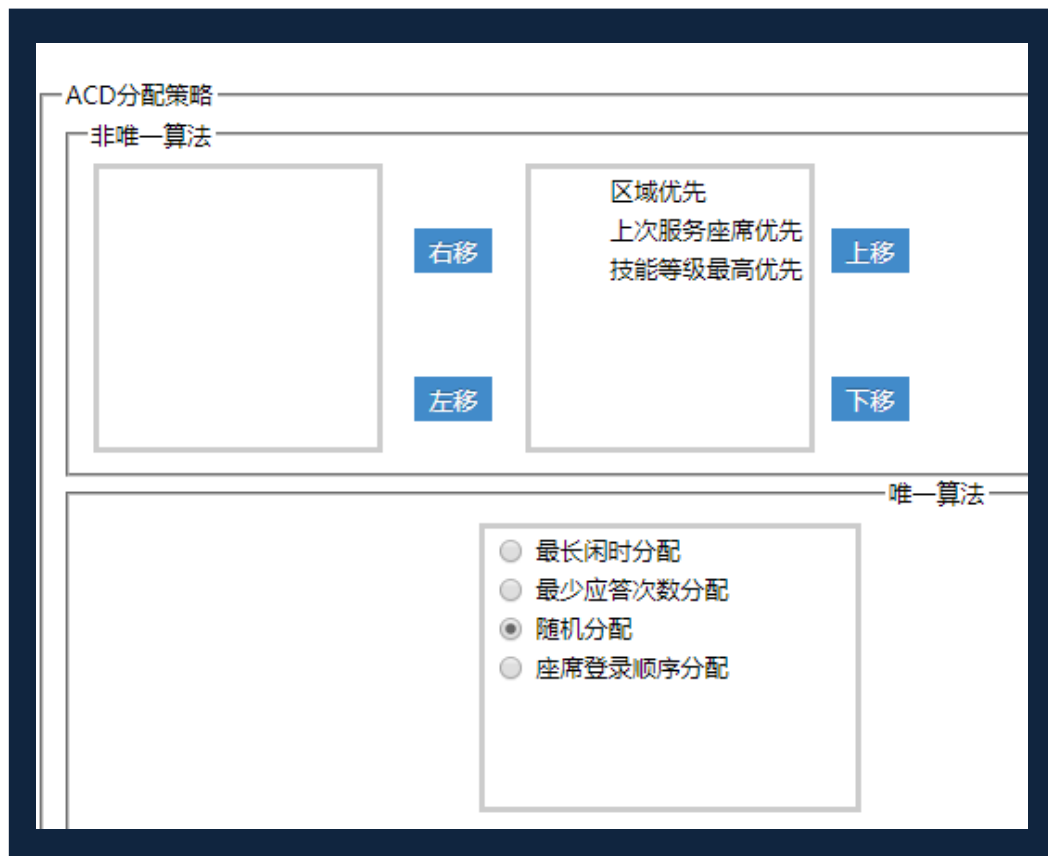 ACD分配策略
非唯一算法
区域优先
上次服务座席优先
技能等级最高优先
右移
上移
左移
下移
唯一算法
最长闲时分配
最少应答次数分配
随机分配
座席登录顺序分配